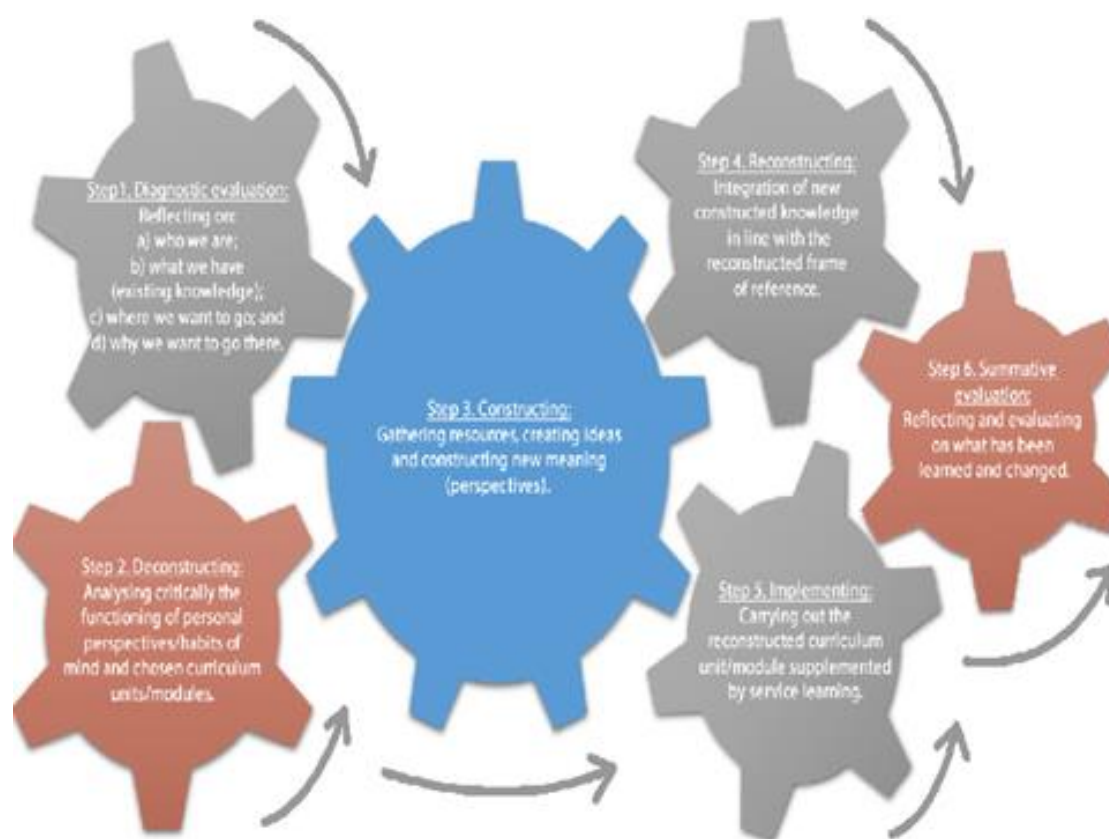 Step1. Diagnostic evaluation:
Reflecting on:
a) who we are;
b) what we have
(existing knowledge);
c) where we want to go; and
d) why we want to go there.
Step 2. Deconstructing:
Analysing critically the
functioning of personal
perspectives/habits of
mind and chosen curriculum
units/modules.
Step 3. Constructing:
Gathering resources, creating ideas
and constructing new meaning
(perspectives).
Step 4. Reconstructing:
Integration of new
constructed knowledge
in line with the
reconstructed frame
of reference.
Step 5. Implementing:
Carrying out the
reconstructed curriculum
unit/module supplemented
by service learning.
Step 6. Summative
evaluation:
Reflecting and evaluating
on what has been
learned and changed.